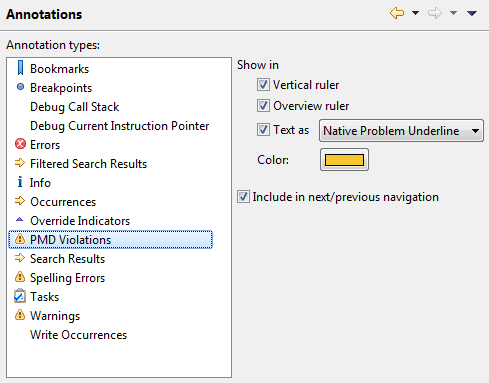 Annotations
Annotation types:
Bookmarks
Breakpoints
Debug Call Stack
Debug Current Instruction Pointer
Errors
Filtered Search Results
Info
Occurrences
Override Indicators
PMD Violations
Search Results
Spelling Errors
Tasks
Warnings
Write Occurrences
Show in
Vertical ruler
Overview ruler
Text as Native Problem Underline
Color:
Include in next/previous navigation